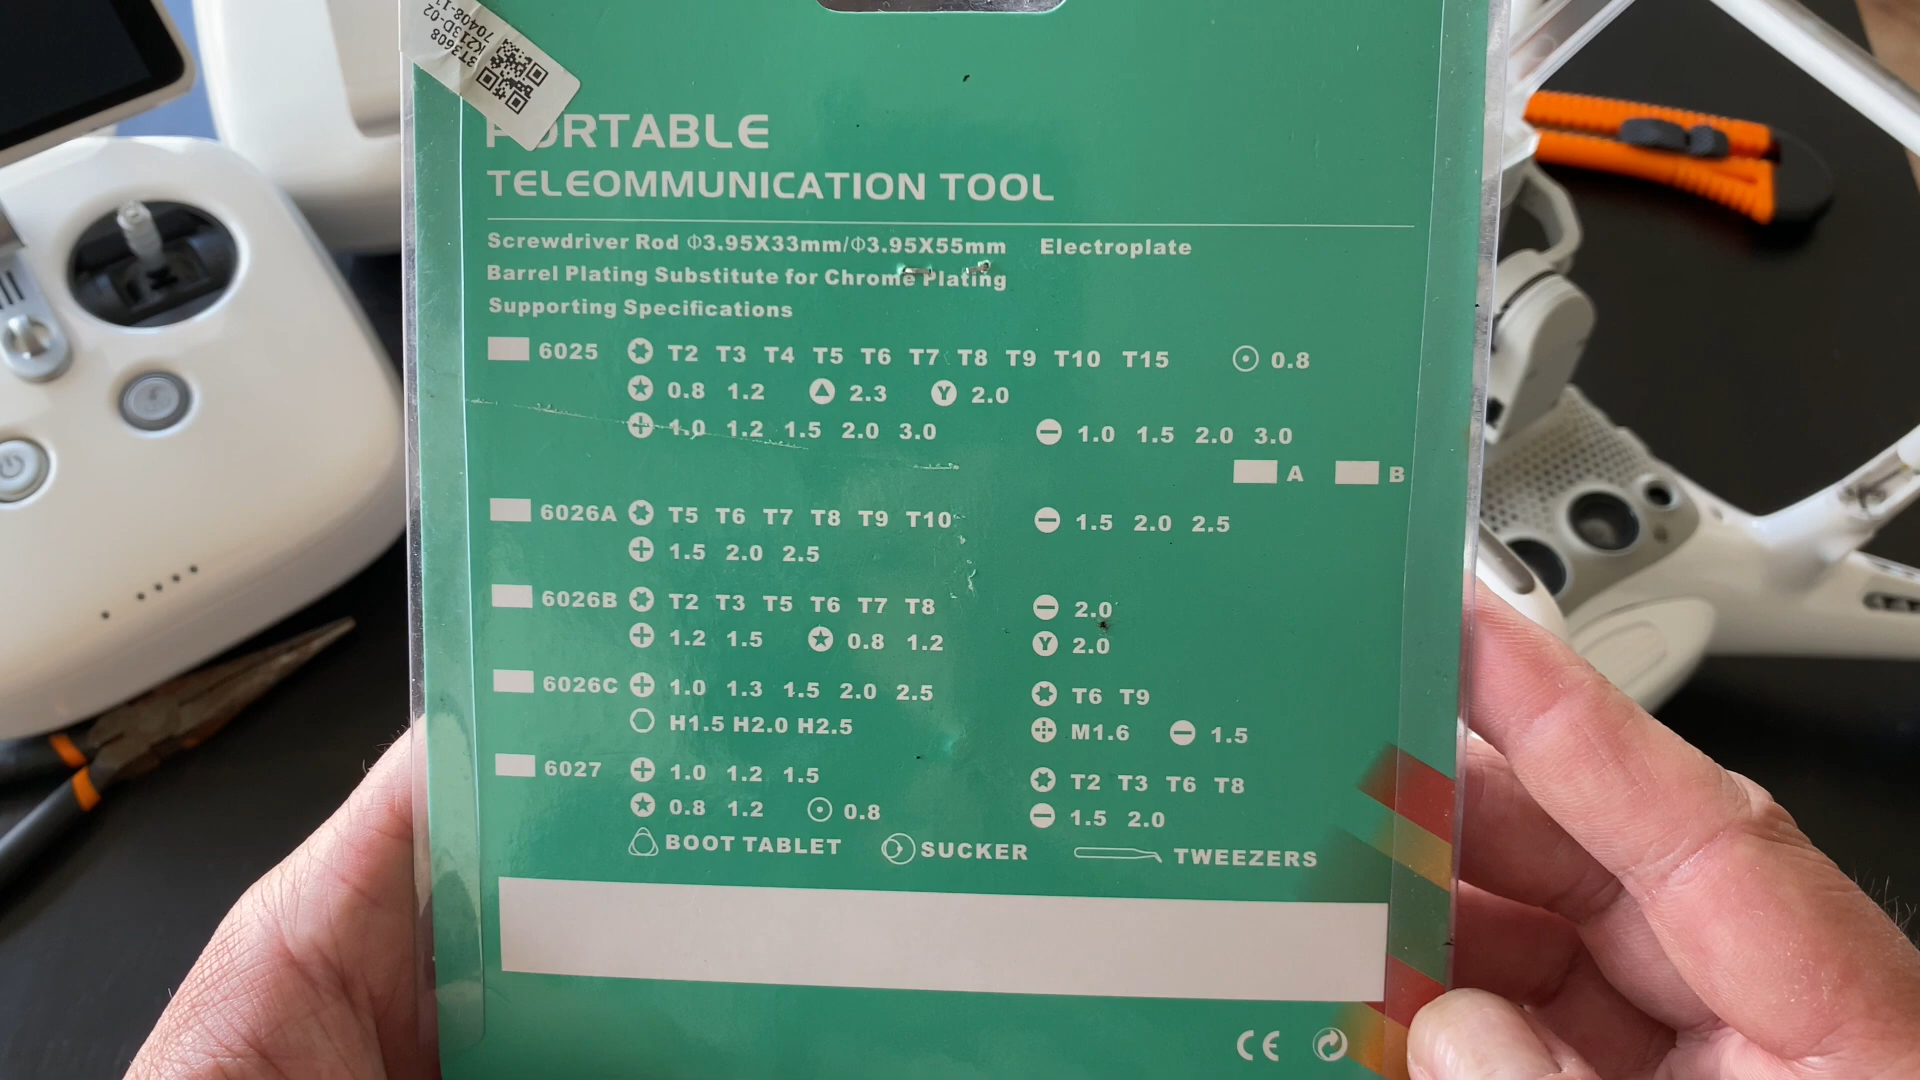 3T3608
K213D-02
70408-1
PORTABLE
TELEOMMUNICATION TOOL
Screwdriver Rod Φ3.95X33mm/Φ3.95X55mm Electroplate
Barrel Plating Substitute for Chrome Plating
Supporting Specifications
6025 T2 T3 T4 T5 T6 T7 T8 T9 T10 T15 0.8
0.8 1.2 2.3 Y 2.0
1.0 1.2 1.5 2.0 3.0 1.0 1.5 2.0 3.0
A B
6026A T5 T6 T7 T8 T9 T10 1.5 2.0 2.5
1.5 2.0 2.5
6026B T2 T3 T5 T6 T7 T8 2.0
1.2 1.5 0.8 1.2 Y 2.0
6026C 1.0 1.3 1.5 2.0 2.5 T6 T9
H1.5 H2.0 H2.5 M1.6 1.5
6027 1.0 1.2 1.5 T2 T3 T6 T8
0.8 1.2 0.8 1.5 2.0
BOOT TABLET SUCKER TWEEZERS
CE